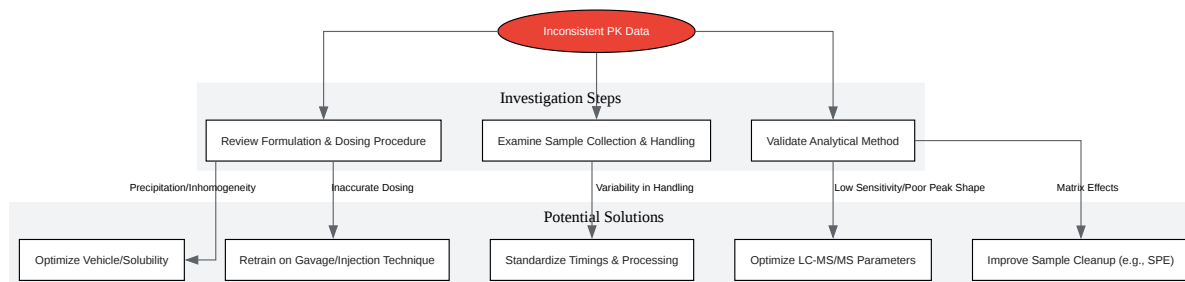 Inconsistent PK Data
Investigation Steps
Review Formulation & Dosing Procedure
Examine Sample Collection & Handling
Validate Analytical Method
Precipitation/Inhomogeneity
Inaccurate Dosing
Variability in Handling
Low Sensitivity/Poor Peak Shape
Matrix Effects
Potential Solutions
Optimize Vehicle/Solubility
Retrain on Gavage/Injection Technique
Standardize Timings & Processing
Optimize LC-MS/MS Parameters
Improve Sample Cleanup (e.g., SPE)